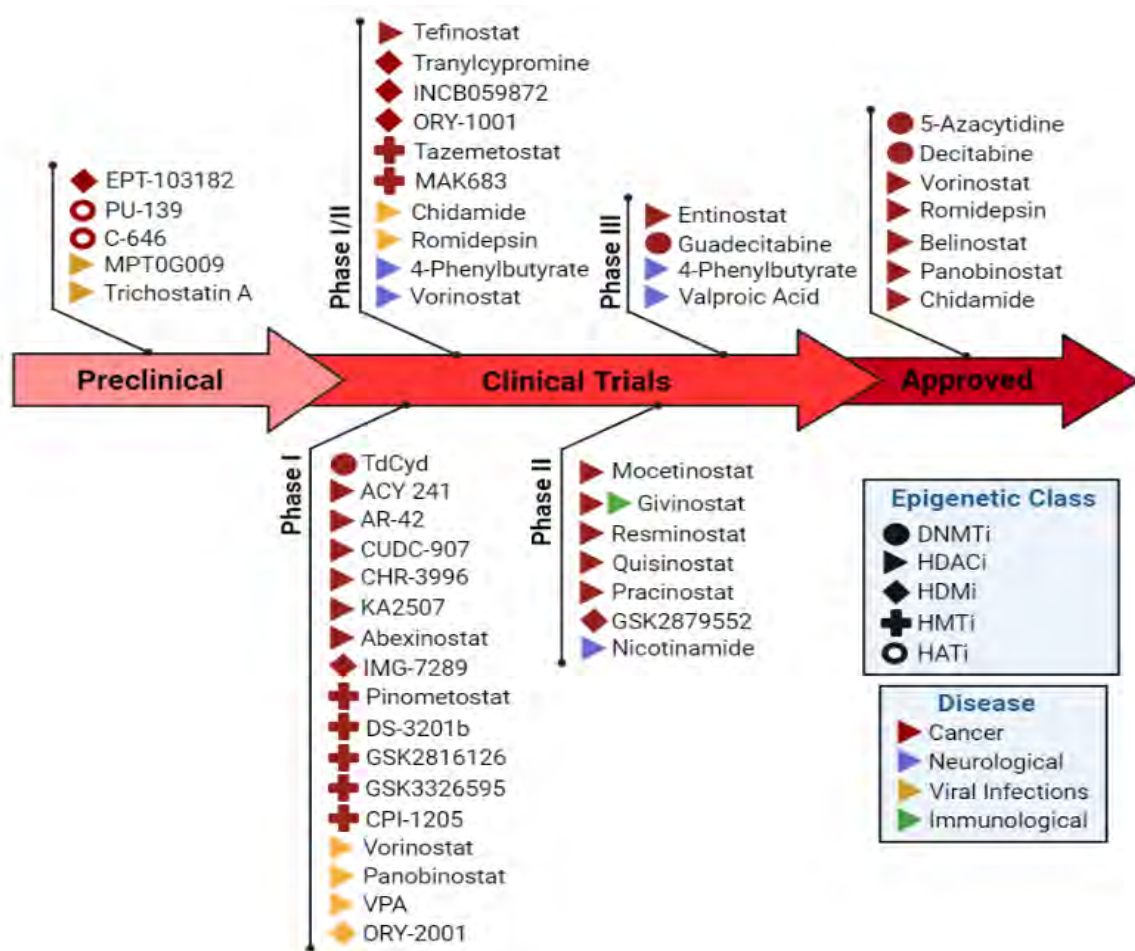 Preclinical
EPT-103182
PU-139
C-646
MPT0G009
Trichostatin A
Clinical Trials
Phase I/II
Tefinostat
Tranylcypromine
INCB059872
ORY-1001
Tazemetostat
MAK683
Chidamide
Romidepsin
4-Phenylbutyrate
Vorinostat
Phase III
Entinostat
Guadecitabine
4-Phenylbutyrate
Valproic Acid
Approved
5-Azacytidine
Decitabine
Vorinostat
Romidepsin
Belinostat
Panobinostat
Chidamide
Phase I
TdCyd
ACY 241
AR-42
CUDC-907
CHR-3996
KA2507
Abexinostat
IMG-7289
Pinometostat
DS-3201b
GSK2816126
GSK3326595
CPI-1205
Vorinostat
Panobinostat
VPA
ORY-2001
Phase II
Mocetinostat
Givinostat
Resminostat
Quisinostat
Pracinostat
GSK2879552
Nicotinamide
Epigenetic Class
DNMTi
HDACi
HDMi
HMTi
HATi
Disease
Cancer
Neurological
Viral Infections
Immunological